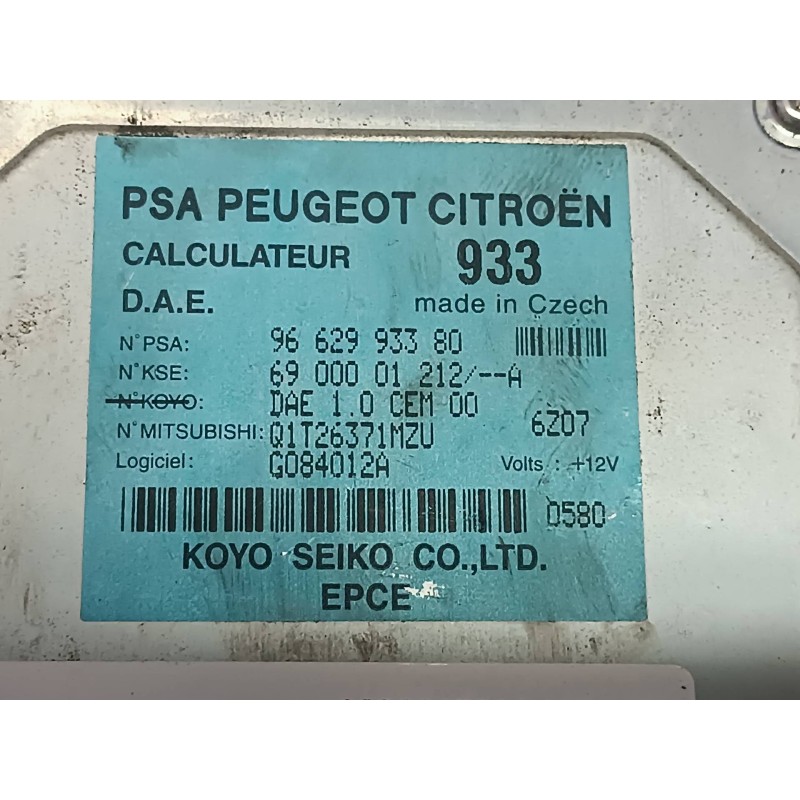 PSA PEUGEOT CITROËN
CALCULATEUR 933
D.A.E. made in Czech
N°PSA: 96 629 933 80
N°KSE: 69 000 01 212/--A
N°KOYO: DAE 1.0 CEM 00
N°MITSUBISHI: Q1T26371MZU 6Z07
Logiciel: G084012A Volts : +12V
0580
KOYO SEIKO CO.,LTD.
EPCE